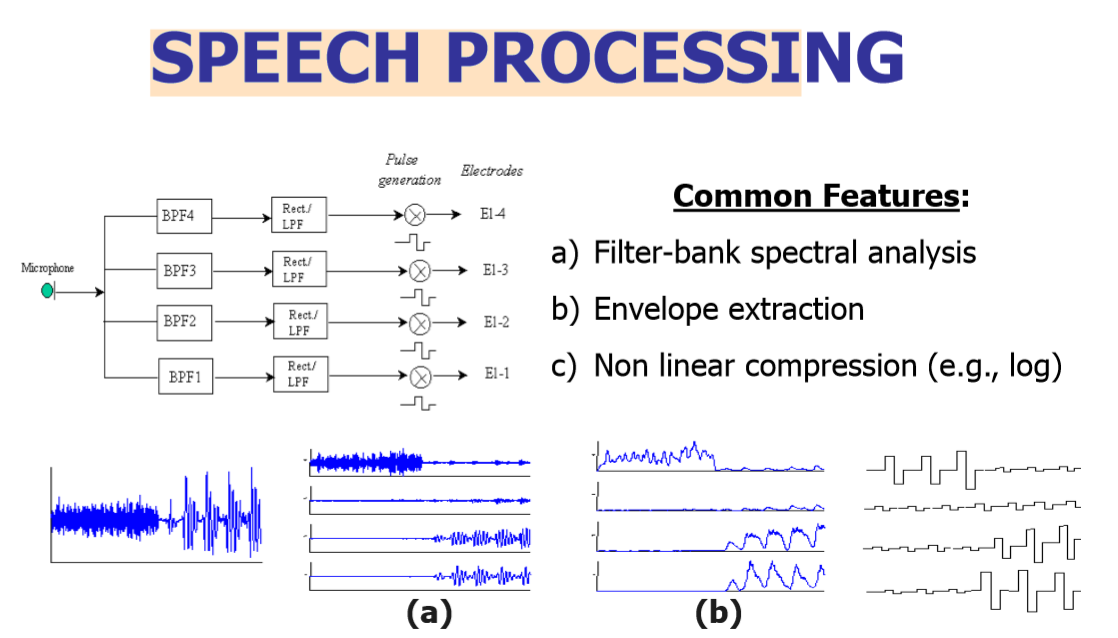 SPEECH PROCESSING
Pulse
generation
Electrodes
Common Features:
a) Filter-bank spectral analysis
b) Envelope extraction
c) Non linear compression (e.g., log)
Microphone
BPF4
Rect./
LPF
El-4
BPF3
Rect/
LPF
El-3
BPF2
Rect./
LPF
El-2
BPF1
Rect/
LPF
El-1
(a)
(b)